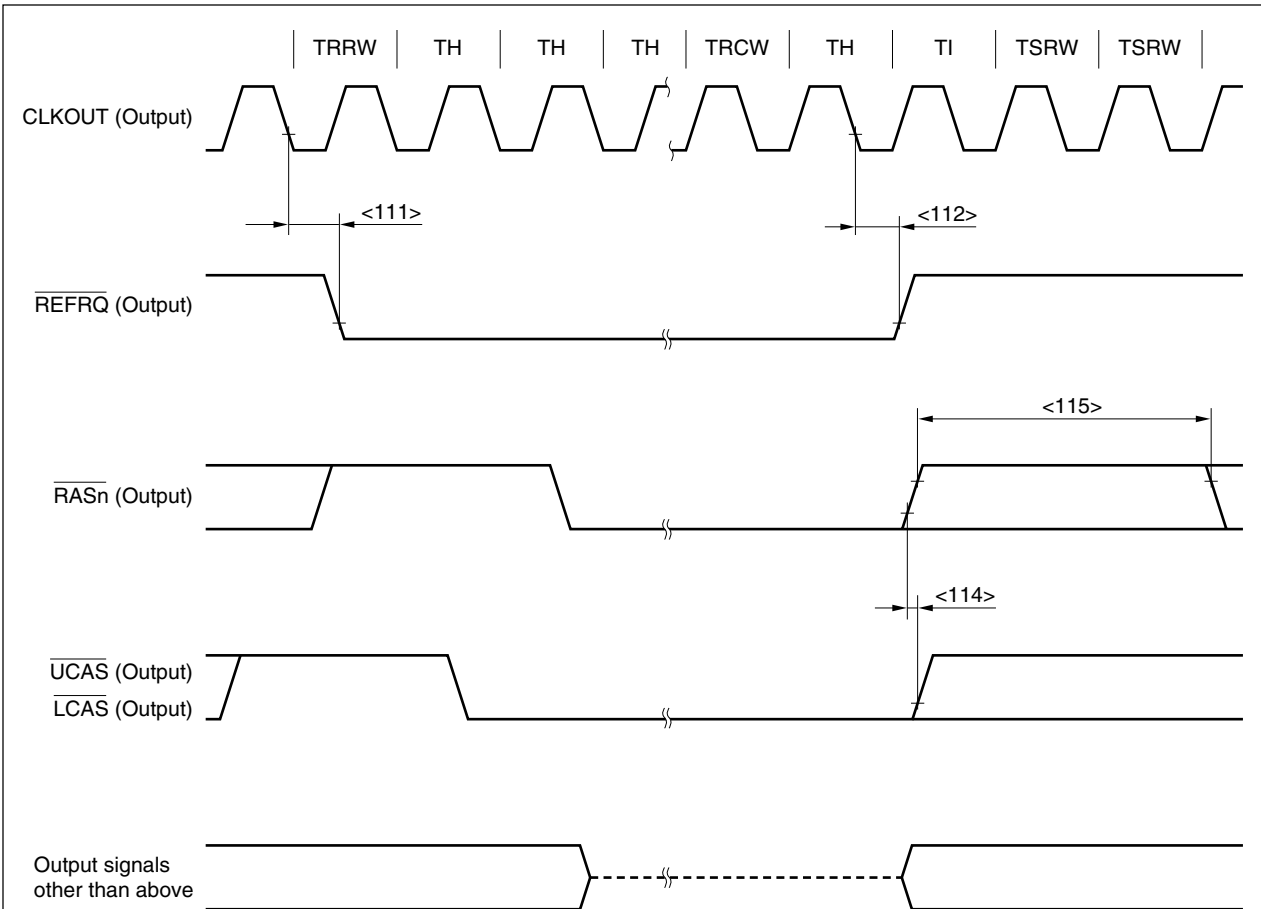 TRRW TH TH TH TRCW TH TI TSRW TSRW
CLKOUT (Output)
<111>
<112>
REFRQ (Output)
<115>
RASn (Output)
<114>
UCAS (Output)
LCAS (Output)
Output signals
other than above